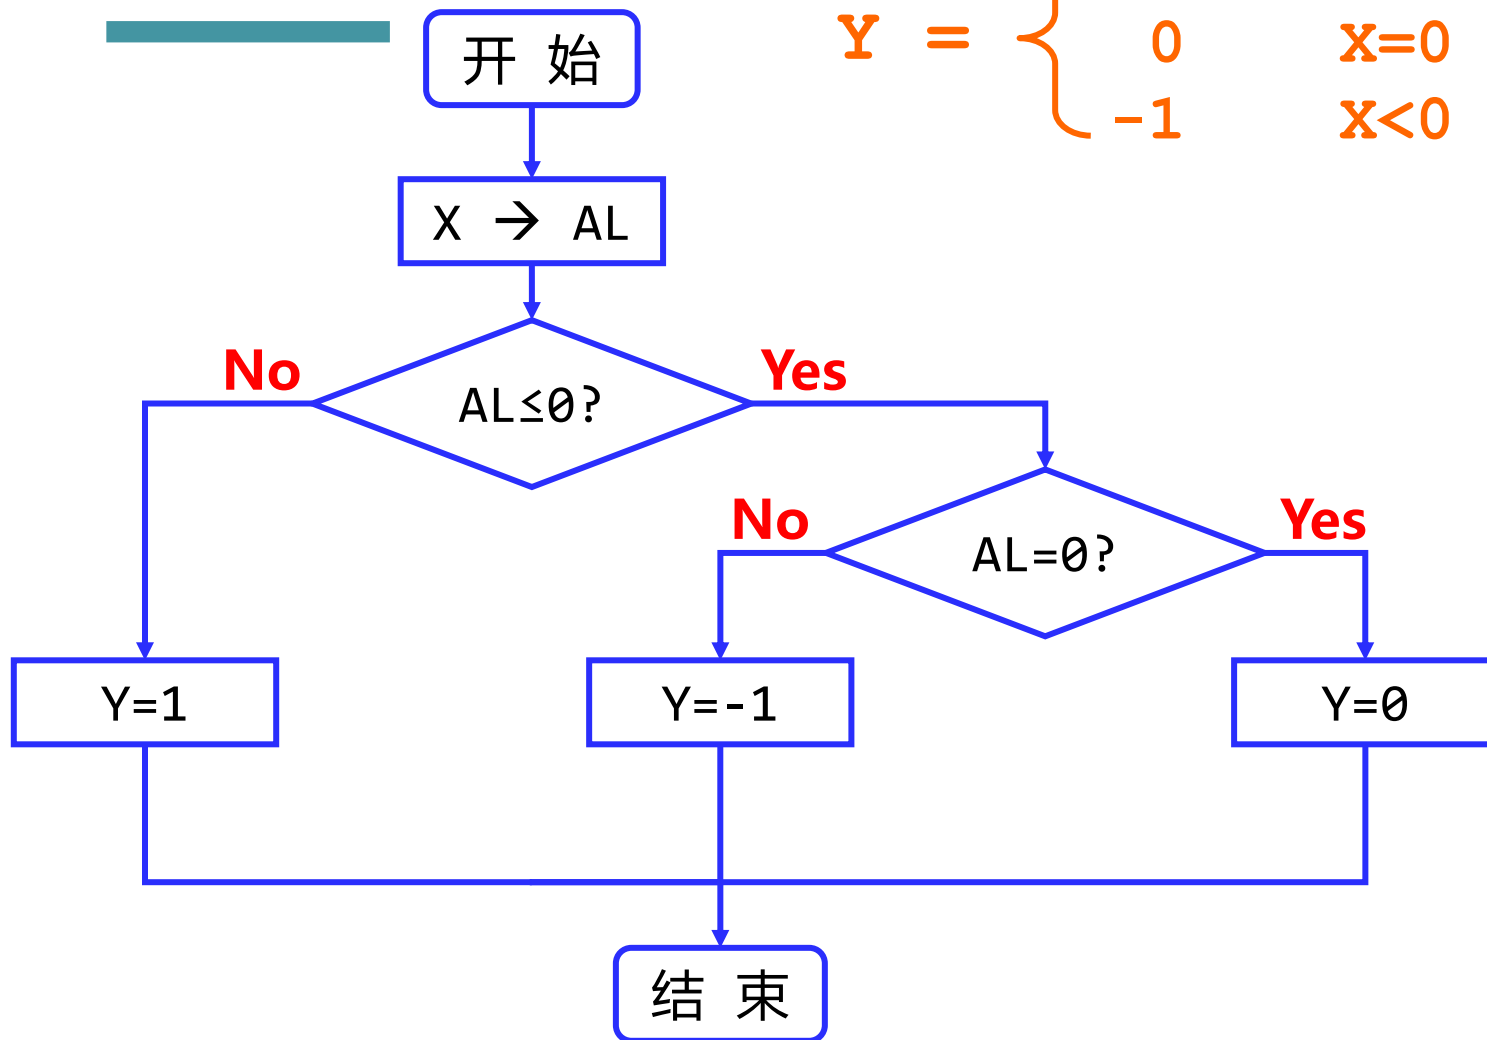 开 始
Y =
0 X=0
-1 X<0
X → AL
No
Yes
AL≤0?
No
Yes
AL=0?
Y=1
Y=-1
Y=0
结 束